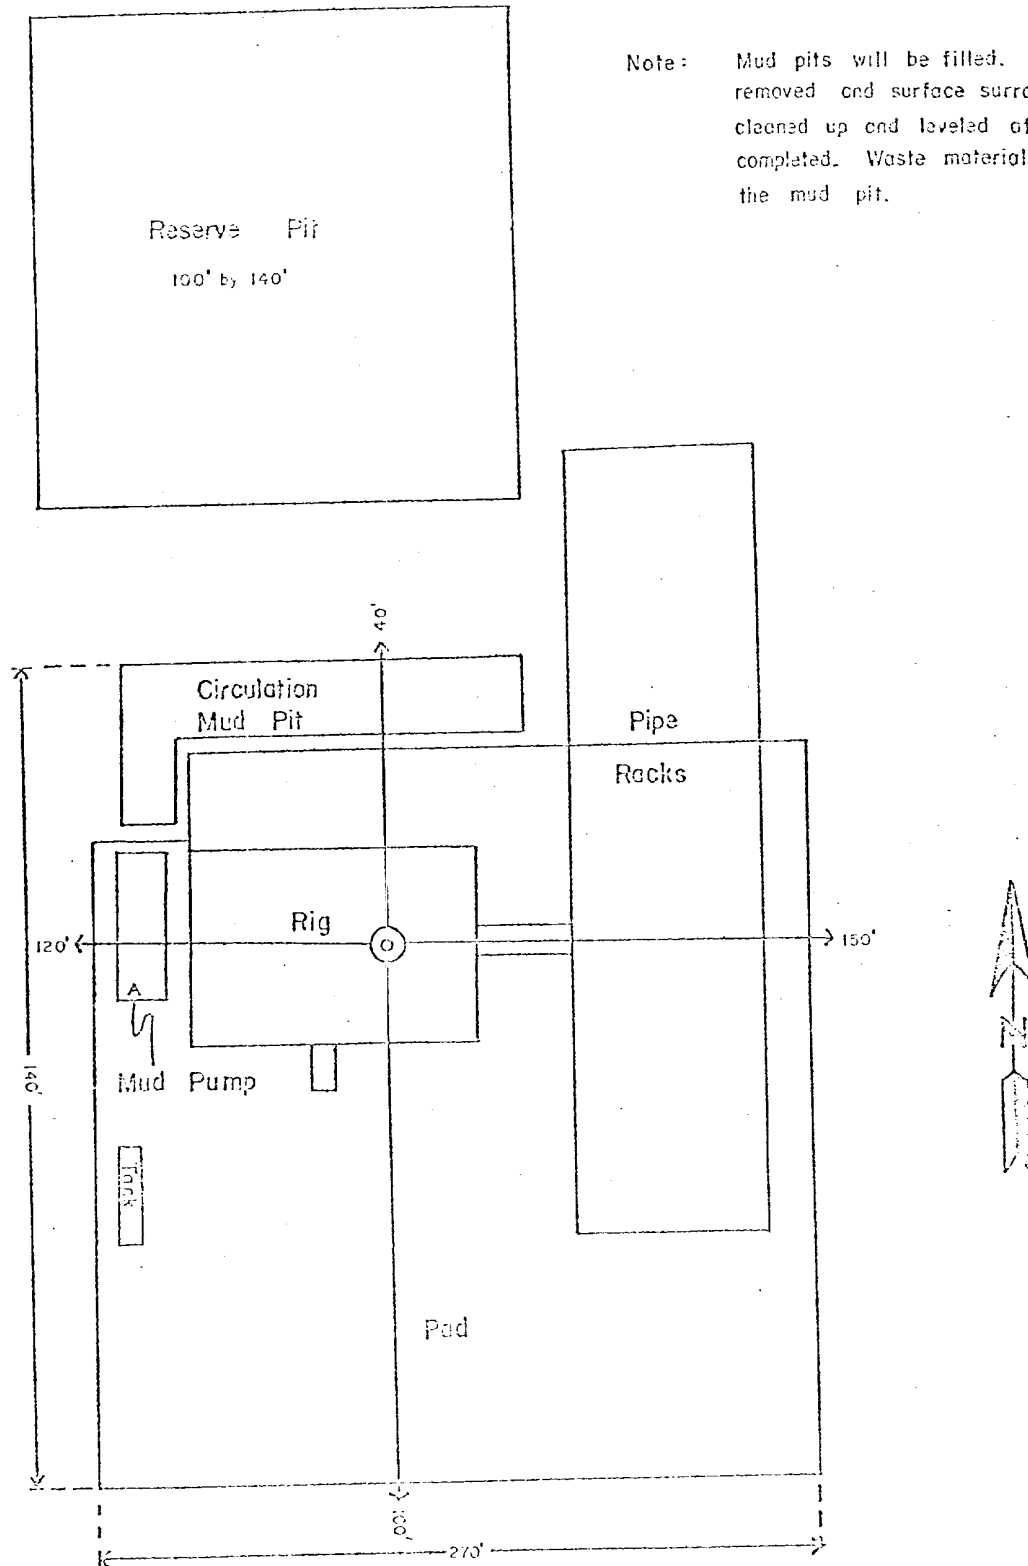 Note: Mud pits will be filled.
removed and surface
cleaned up and leveled
completed. Waste material
the mud pit.
Reserve Pit
100' by 140'
40'
Circulation
Mud Pit
Pipe
Racks
Rig
120'
150'
A
N
140'
Mud Pump
Tank
Pad
100'
270'